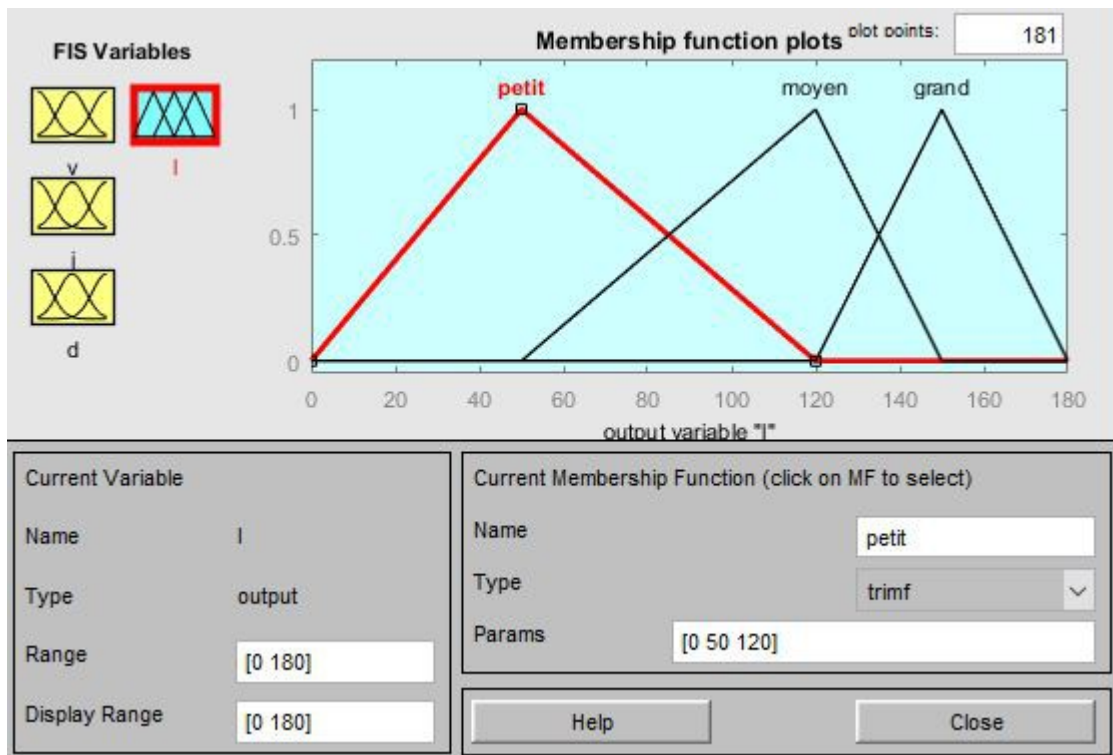 FIS Variables
Membership function plots
plot points:
181
v
l
i
d
petit
moyen
grand
1
0.5
0
0 20 40 60 80 100 120 140 160 180
output variable "l"
Current Variable
Name l
Type output
Range [0 180]
Display Range [0 180]
Current Membership Function (click on MF to select)
Name petit
Type trimf
Params [0 50 120]
Help Close